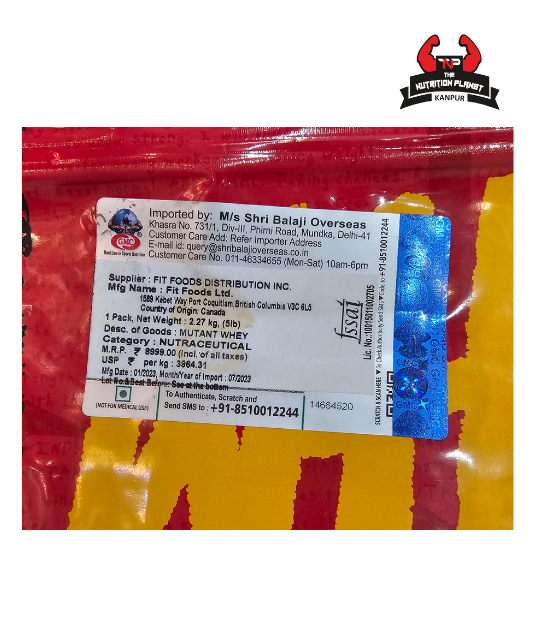 TNP
THE
NUTRITION PLANET
KANPUR
Imported by: M/s Shri Balaji Overseas
Khasra No. 731/1, Div-III, Phirni Road, Mundka, Delhi-41
Customer Care Add: Refer Importer Address
E-mail id: query@shribalajioverseas.co.in
Customer Care No. 011-46334655 (Mon-Sat) 10am-6pm
GMC
Supplier : FIT FOODS DISTRIBUTION INC.
Mfg Name : Fit Foods Ltd.
1589 Kebet Way Port Coquitlam, British Columbia V3C 6L5
Country of Origin: Canada
1 Pack, Net Weight : 2.27 kg, (5lb)
Desc. of Goods : MUTANT WHEY
Category : NUTRACEUTICAL
M.R.P. ₹ 8999.00 (Incl. of all taxes)
USP ₹ per kg : 3964.31
Mfg Date : 01/2023, Month/Year of Import : 07/2023
Lot No.& Best Before: See at the bottom
(NOT FOR MEDICAL USE)
To Authenticate, Scratch and
Send SMS to : +91-8510012244
14664520
fssai
Lic. No.:10015011002705
SCRATCH & SCAN HERE
+91-8510012244